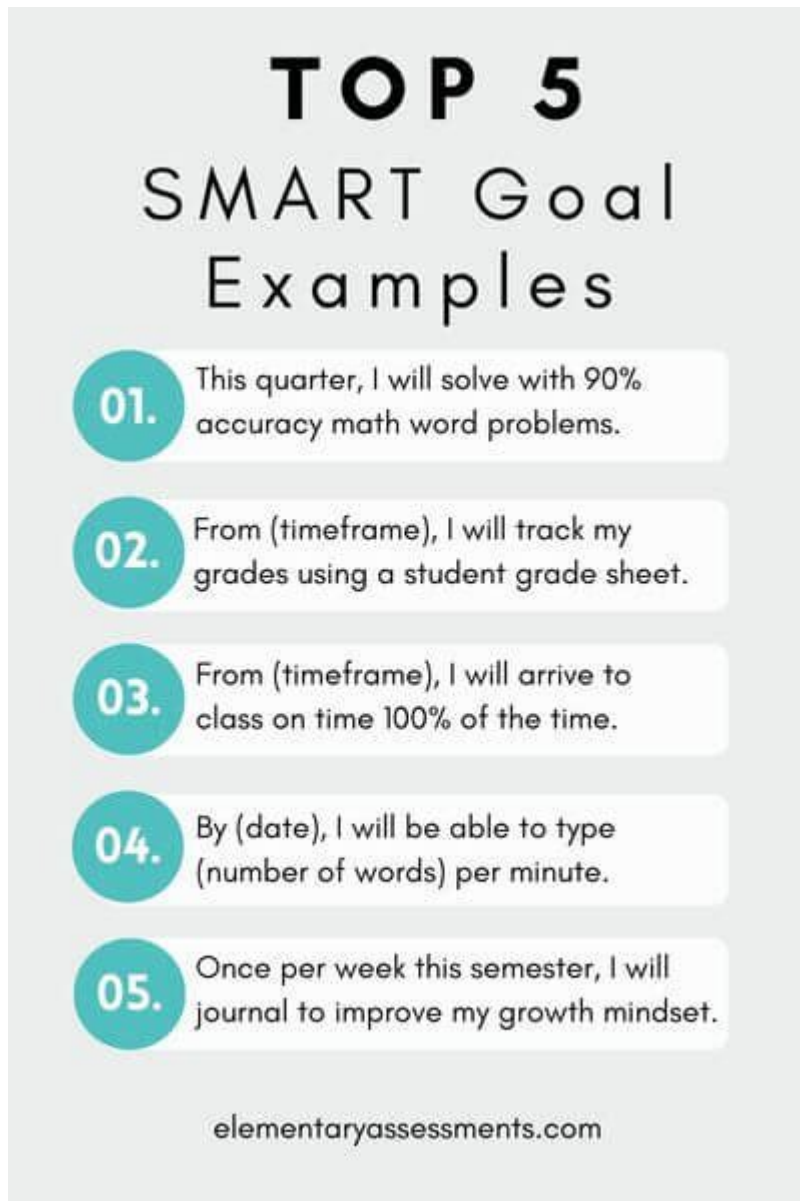 TOP 5
SMART Goal
Examples
01.
This quarter, I will solve with 90%
accuracy math word problems.
02.
From (timeframe), I will track my
grades using a student grade sheet.
03.
From (timeframe), I will arrive to
class on time 100% of the time.
04.
By (date), I will be able to type
(number of words) per minute.
05.
Once per week this semester, I will
journal to improve my growth mindset.
elementaryassessments.com